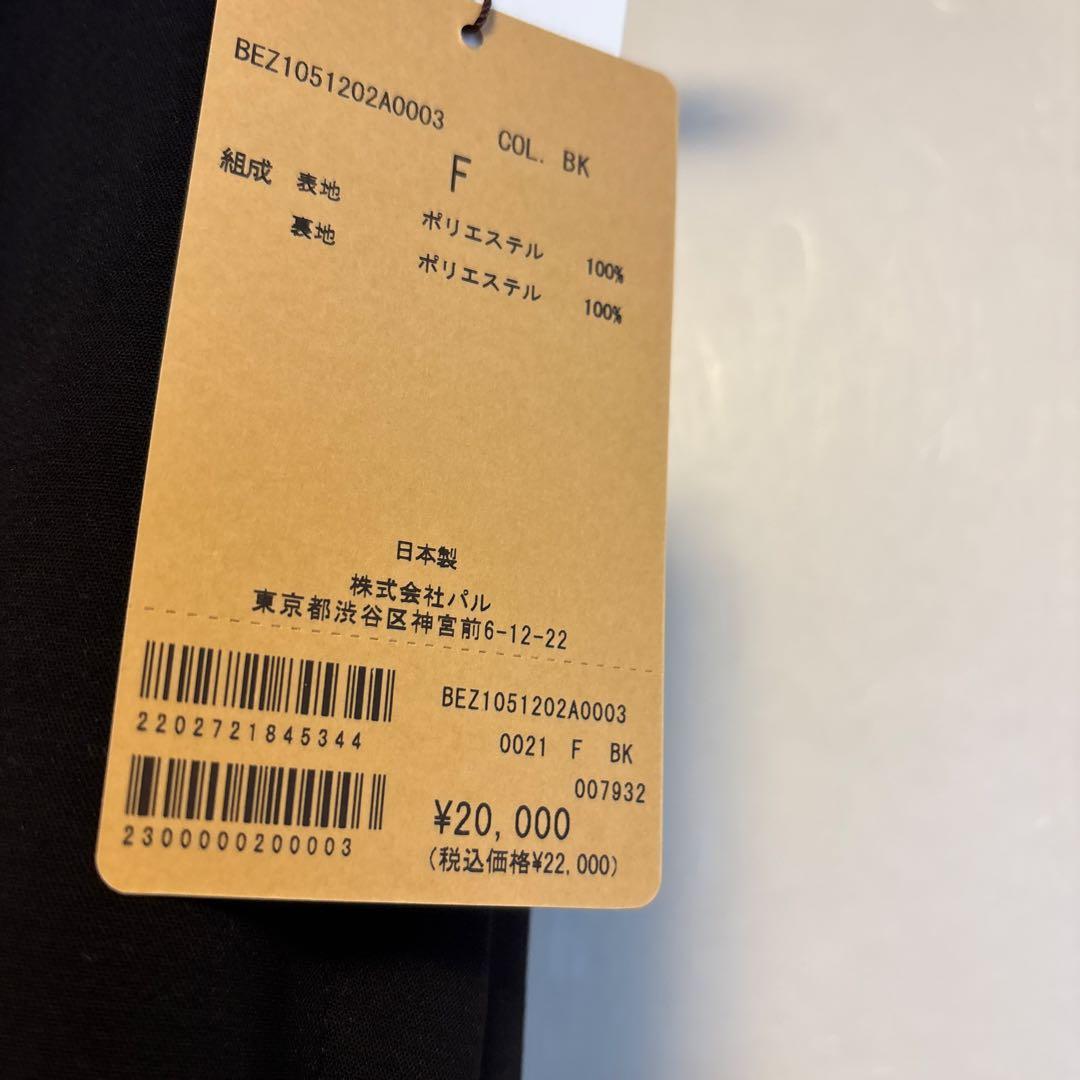 BEZ1051202A0003 COL. BK
F
組成 表地 ポリエステル 100%
裏地 ポリエステル 100%
日本製
株式会社パル
東京都渋谷区神宮前6-12-22
2202721845344
BEZ1051202A0003
0021 F BK
007932
2300000200003
¥20,000
(税込価格¥22,000)